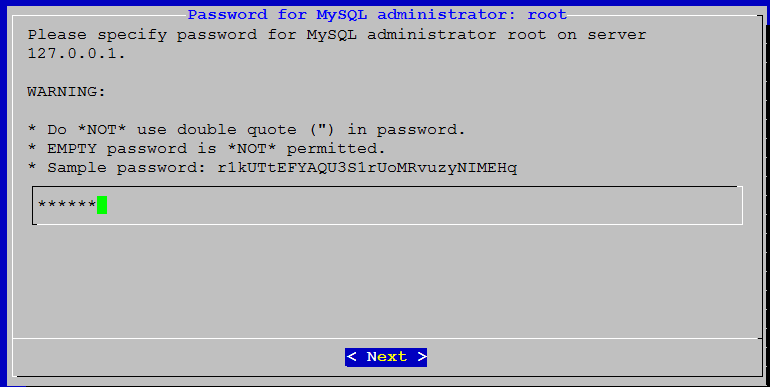 Password for MySQL administrator: root
Please specify password for MySQL administrator root on server
127.0.0.1.
WARNING:
* Do *NOT* use double quote (") in password.
* EMPTY password is *NOT* permitted.
* Sample password: r1kUTtEFYAQU3S1rUoMRvuzyNIMEHq
******
< Next >